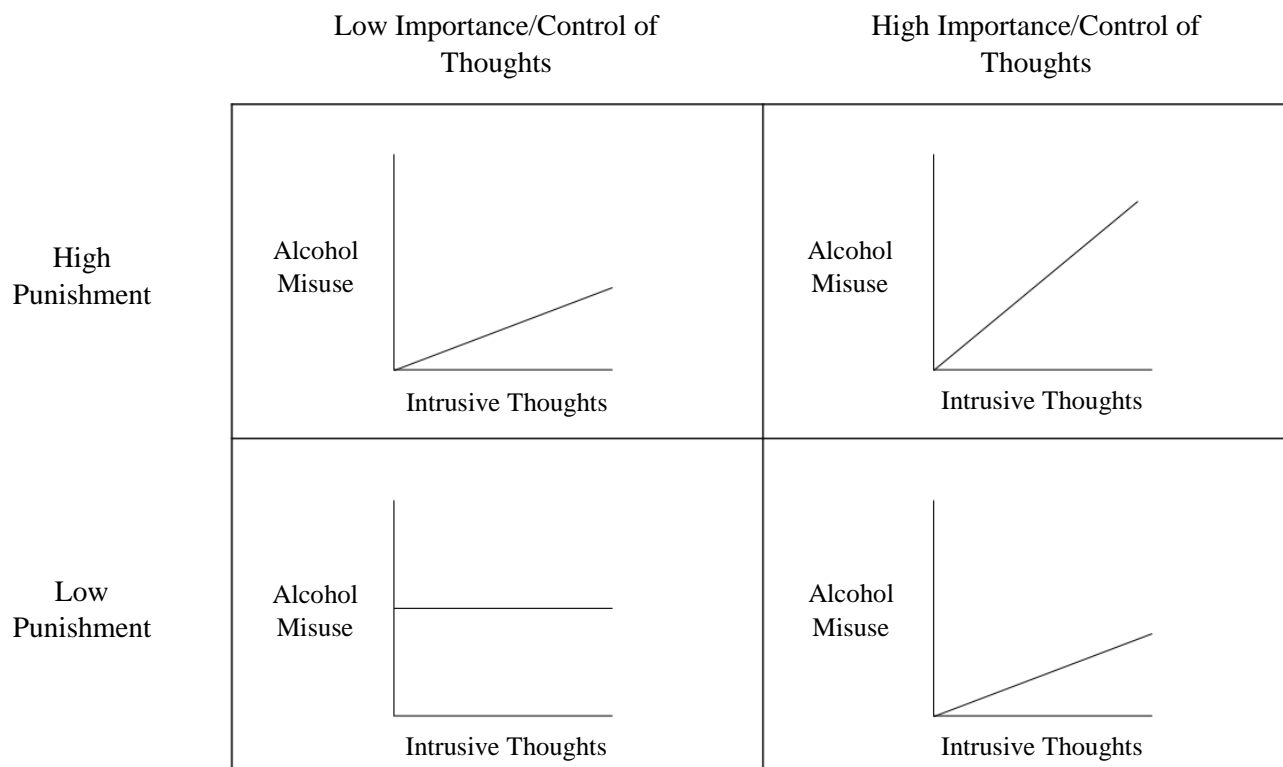 Low Importance/Control of
Thoughts
High Importance/Control of
Thoughts
High
Punishment
Alcohol
Misuse
Intrusive Thoughts
Alcohol
Misuse
Intrusive Thoughts
Low
Punishment
Alcohol
Misuse
Intrusive Thoughts
Alcohol
Misuse
Intrusive Thoughts